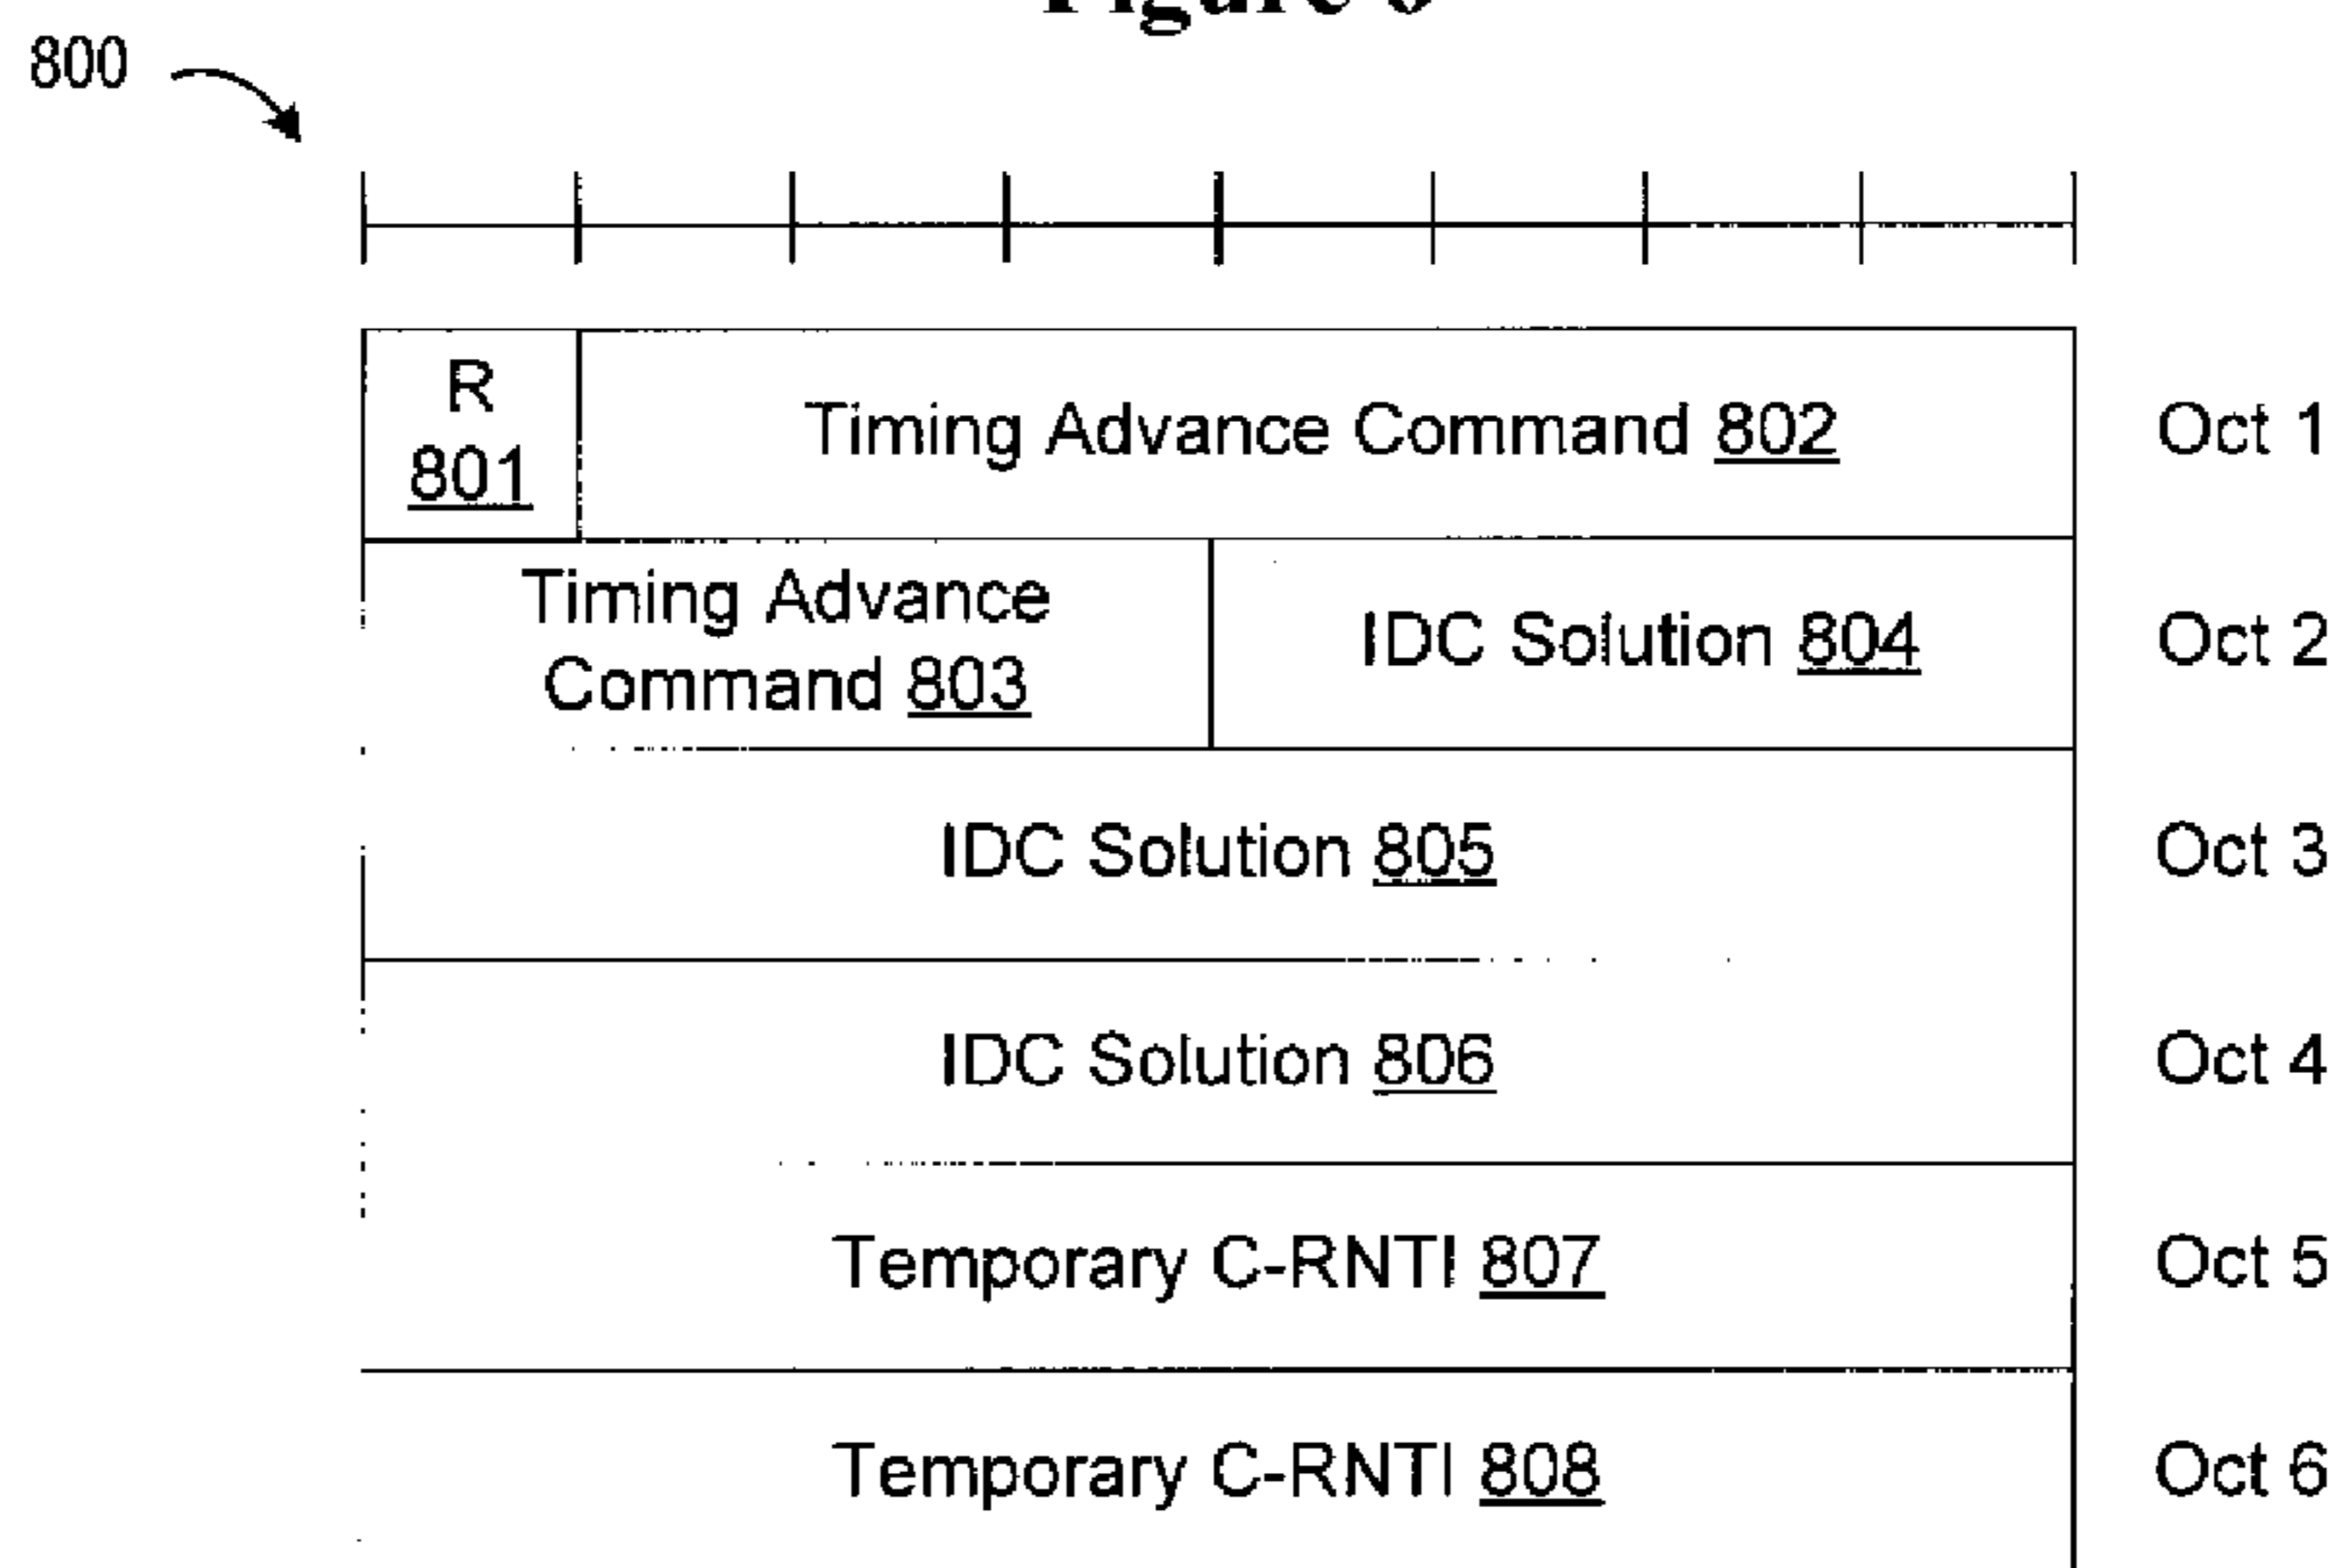 Figure
800
R
801
Timing Advance Command 802
Oct 1
Timing Advance
Command 803
IDC Solution 804
Oct 2
IDC Solution 805
Oct 3
IDC Solution 806
Oct 4
Temporary C-RNTI 807
Oct 5
Temporary C-RNTI 808
Oct 6